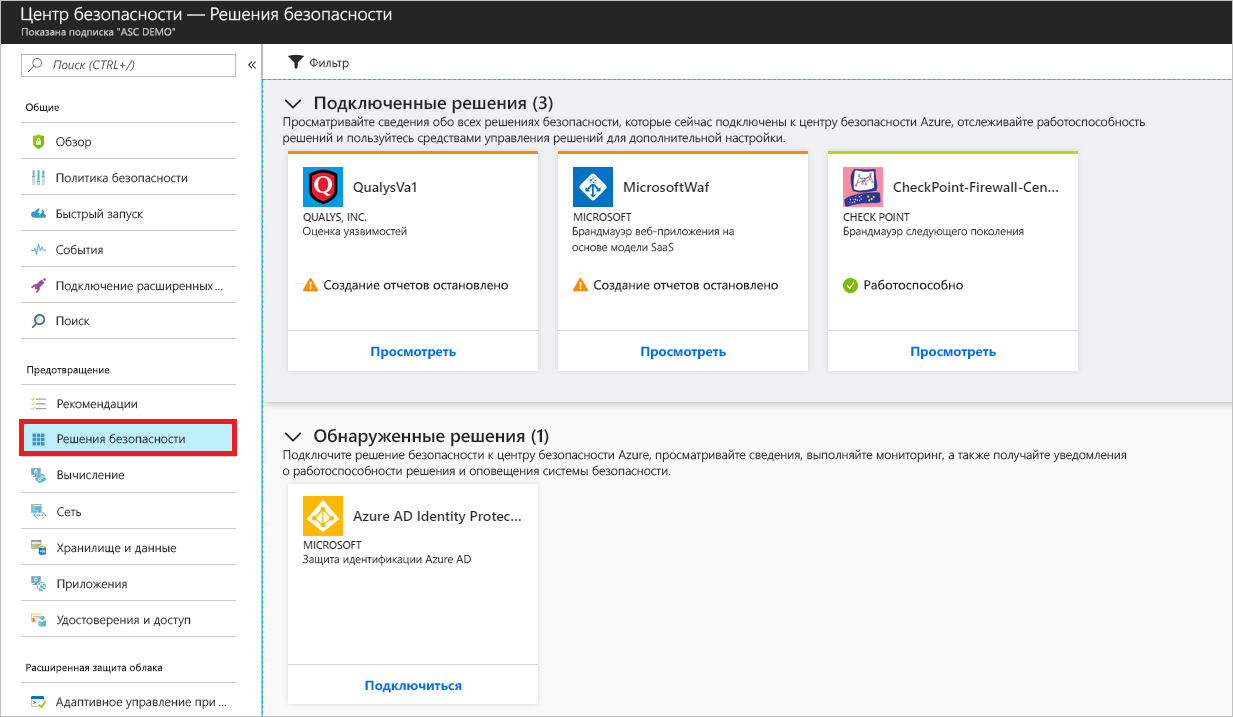 Центр безопасности — Решения безопасности
Показана подписка "ASC DEMO"
Поиск (CTRL+/)
«
Общие
Обзор
Политика безопасности
Быстрый запуск
События
Подключение расширенных ...
Поиск
Предотвращение
Рекомендации
Решения безопасности
Вычисление
Сеть
Хранилище и данные
Приложения
Удостоверения и доступ
Расширенная защита облака
Адаптивное управление при ...
Фильтр
Подключенные решения (3)
Просматривайте сведения обо всех решениях безопасности, которые сейчас подключены к центру безопасности Azure, отслеживайте работоспособность
решений и пользуйтесь средствами управления решений для дополнительной настройки.
QualysVa1
QUALYS, INC.
Оценка уязвимостей
Создание отчетов остановлено
Просмотреть
MicrosoftWaf
MICROSOFT
Брандмауэр веб-приложения на
основе модели SaaS
Создание отчетов остановлено
Просмотреть
CheckPoint-Firewall-Cen...
CHECK POINT
Брандмауэр следующего поколения
Работоспособно
Просмотреть
Обнаруженные решения (1)
Подключите решение безопасности к центру безопасности Azure, просматривайте сведения, выполняйте мониторинг, а также получайте уведомления
о работоспособности решения и оповещения системы безопасности.
Azure AD Identity Protec...
MICROSOFT
Защита идентификации Azure AD
Подключиться